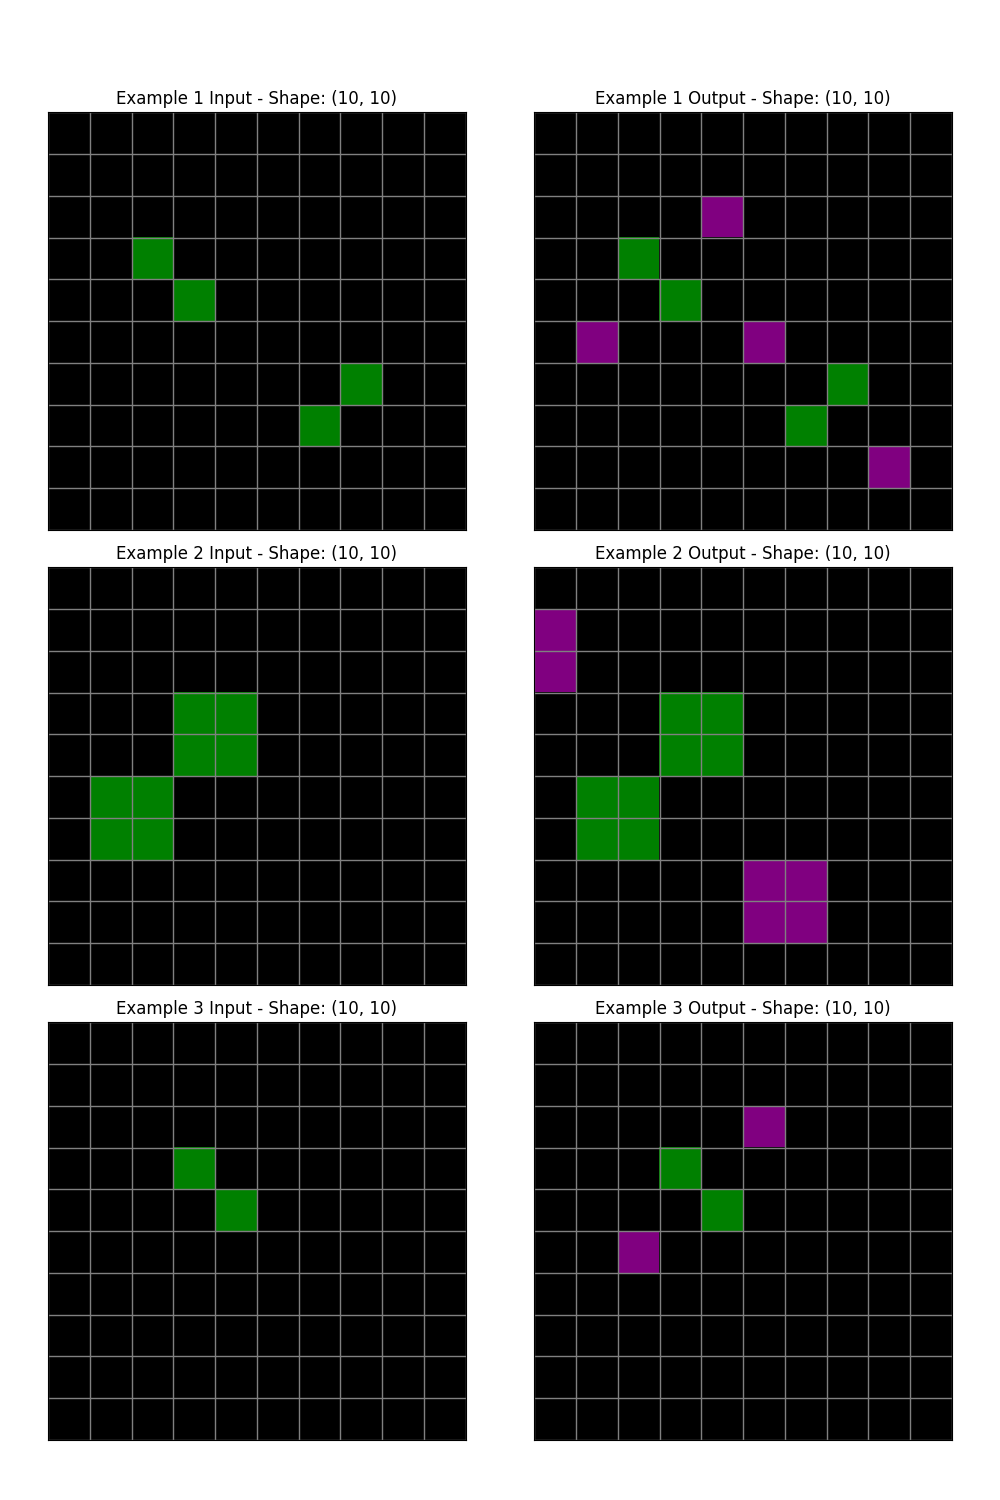 Example 1 Input - Shape: (10, 10)
Example 1 Output - Shape: (10, 10)
Example 2 Input - Shape: (10, 10)
Example 2 Output - Shape: (10, 10)
Example 3 Input - Shape: (10, 10)
Example 3 Output - Shape: (10, 10)